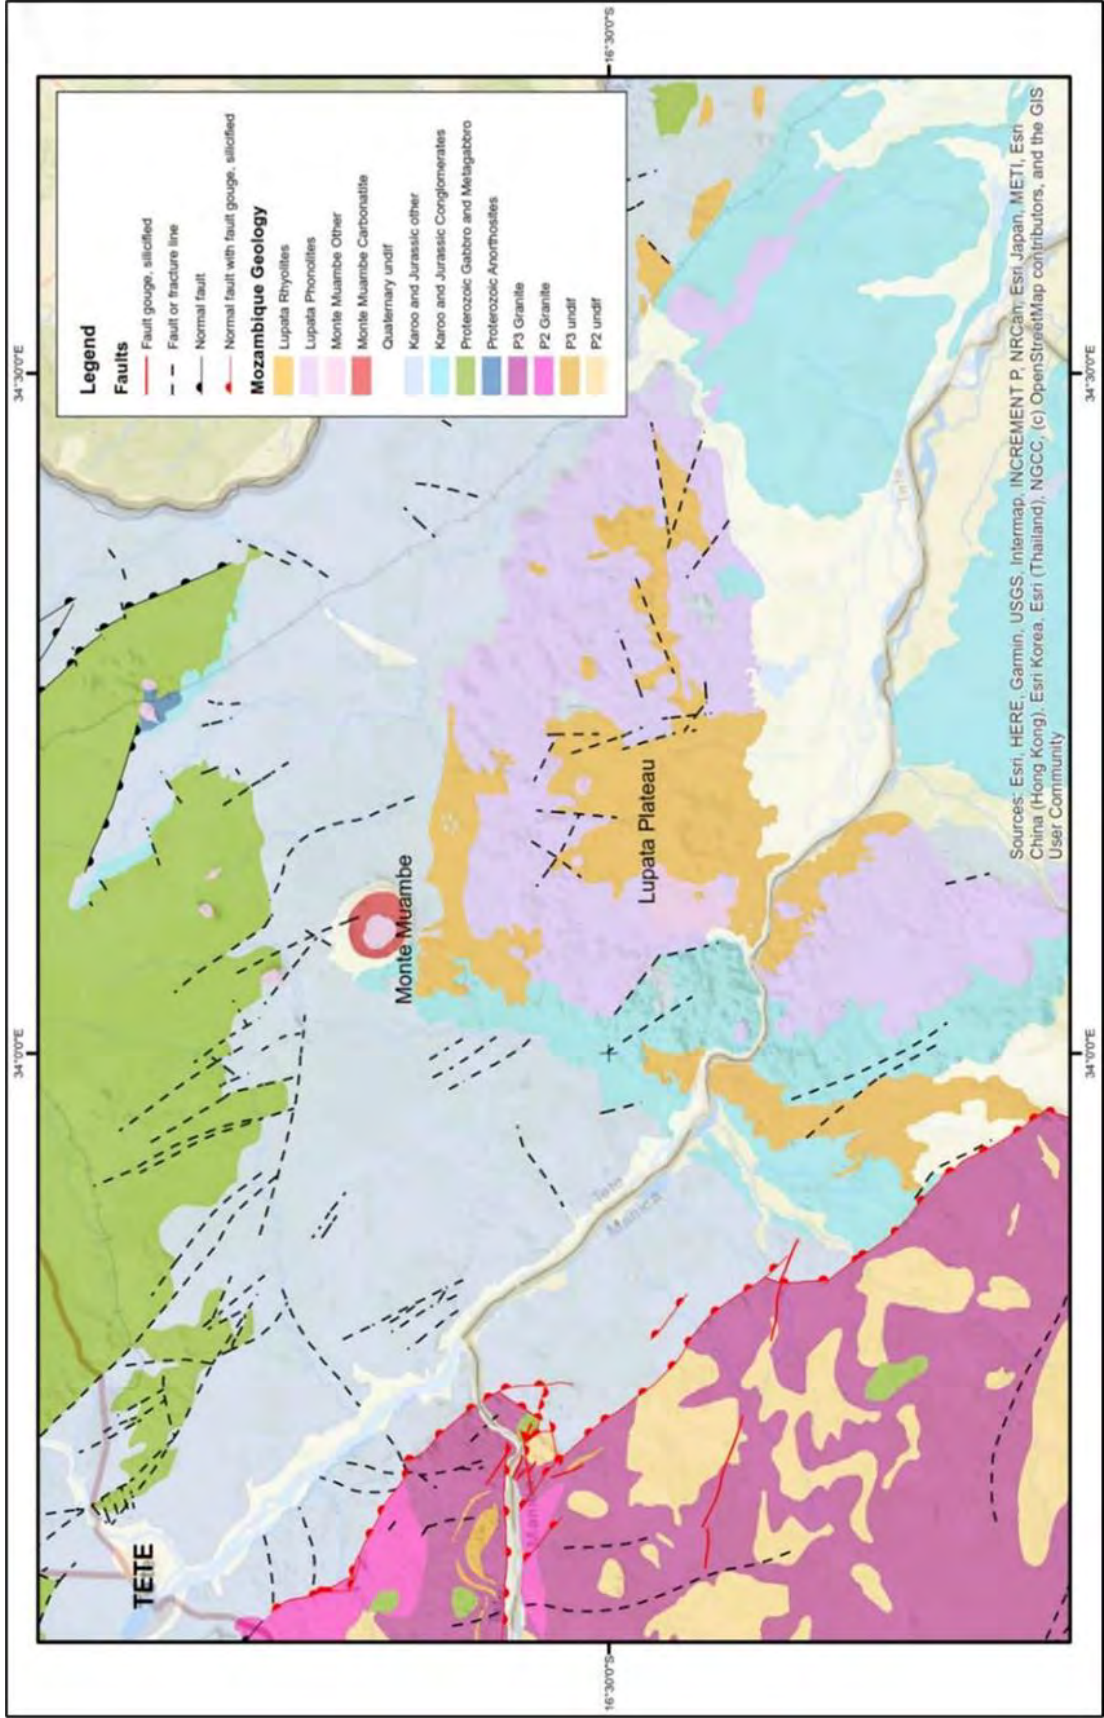 34°0'0"E
34°30'0"E
16°30'0"S
16°30'0"S
TETE
Monte Muambe
Lupata Plateau
Tete
Manica
Tete
Mani
Legend
Faults
Fault gouge, silicified
Fault or fracture line
Normal fault
Normal fault with fault gouge, silicified
Mozambique Geology
Lupata Rhyolites
Lupata Phonolites
Monte Muambe Other
Monte Muambe Carbonatite
Quaternary undif
Karoo and Jurassic other
Karoo and Jurassic Conglomerates
Proterozoic Gabbro and Metagabbro
Proterozoic Anorthosites
P3 Granite
P2 Granite
P3 undif
P2 undif
Sources: Esri, HERE, Garmin, USGS, Intermap, INCREMENT P, NRCan, Esri Japan, METI, Esri
China (Hong Kong), Esri Korea, Esri (Thailand), NGCC, (c) OpenStreetMap contributors, and the GIS
User Community
34°0'0"E
34°30'0"E